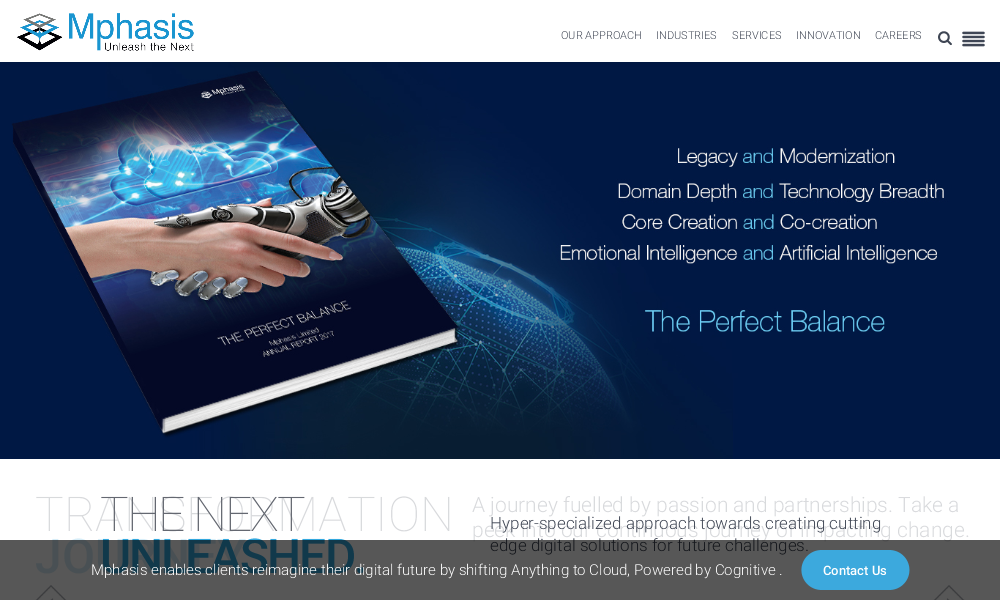 Mphasis
Unleash the Next
OUR APPROACH INDUSTRIES SERVICES INNOVATION CAREERS
Mphasis
THE PERFECT BALANCE
Mphasis Limited
ANNUAL REPORT 2017
Legacy and Modernization
Domain Depth and Technology Breadth
Core Creation and Co-creation
Emotional Intelligence and Artificial Intelligence
The Perfect Balance
TRANSFORMATION
THE NEXT
UNLEASHED
A journey fuelled by passion and partnerships. Take a
peek into our continuous journey of impacting change.
Hyper-specialized approach towards creating cutting
edge digital solutions for future challenges.
Mphasis enables clients reimagine their digital future by shifting Anything to Cloud, Powered by Cognitive .
Contact Us